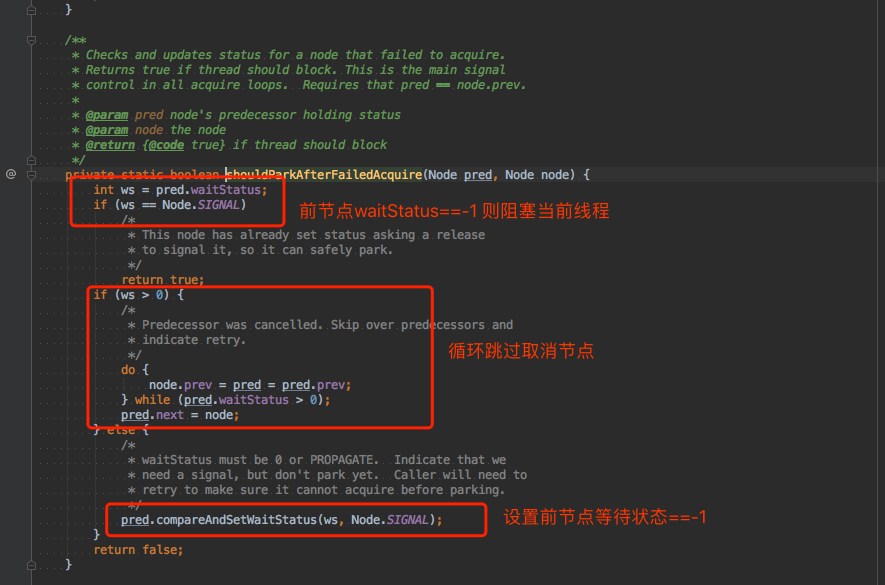 }
/**
* Checks and updates status for a node that failed to acquire.
* Returns true if thread should block. This is the main signal
* control in all acquire loops.  Requires that pred == node.prev.
*
* @param pred node's predecessor holding status
* @param node the node
* @return {@code true} if thread should block
*/
@ private static boolean shouldParkAfterFailedAcquire(Node pred, Node node) {
int ws = pred.waitStatus;
if (ws == Node.SIGNAL) 前节点waitStatus==-1 则阻塞当前线程
/*
* This node has already set status asking a release
* to signal it, so it can safely park.
*/
return true;
if (ws > 0) {
/*
* Predecessor was cancelled. Skip over predecessors and
* indicate retry. 循环跳过取消节点
*/
do {
node.prev = pred = pred.prev;
} while (pred.waitStatus > 0);
pred.next = node;
} else {
/*
* waitStatus must be 0 or PROPAGATE.  Indicate that we
* need a signal, but don't park yet.  Caller will need to
* retry to make sure it cannot acquire before parking.
*/
pred.compareAndSetWaitStatus(ws, Node.SIGNAL); 设置前节点等待状态==-1
}
return false;
}